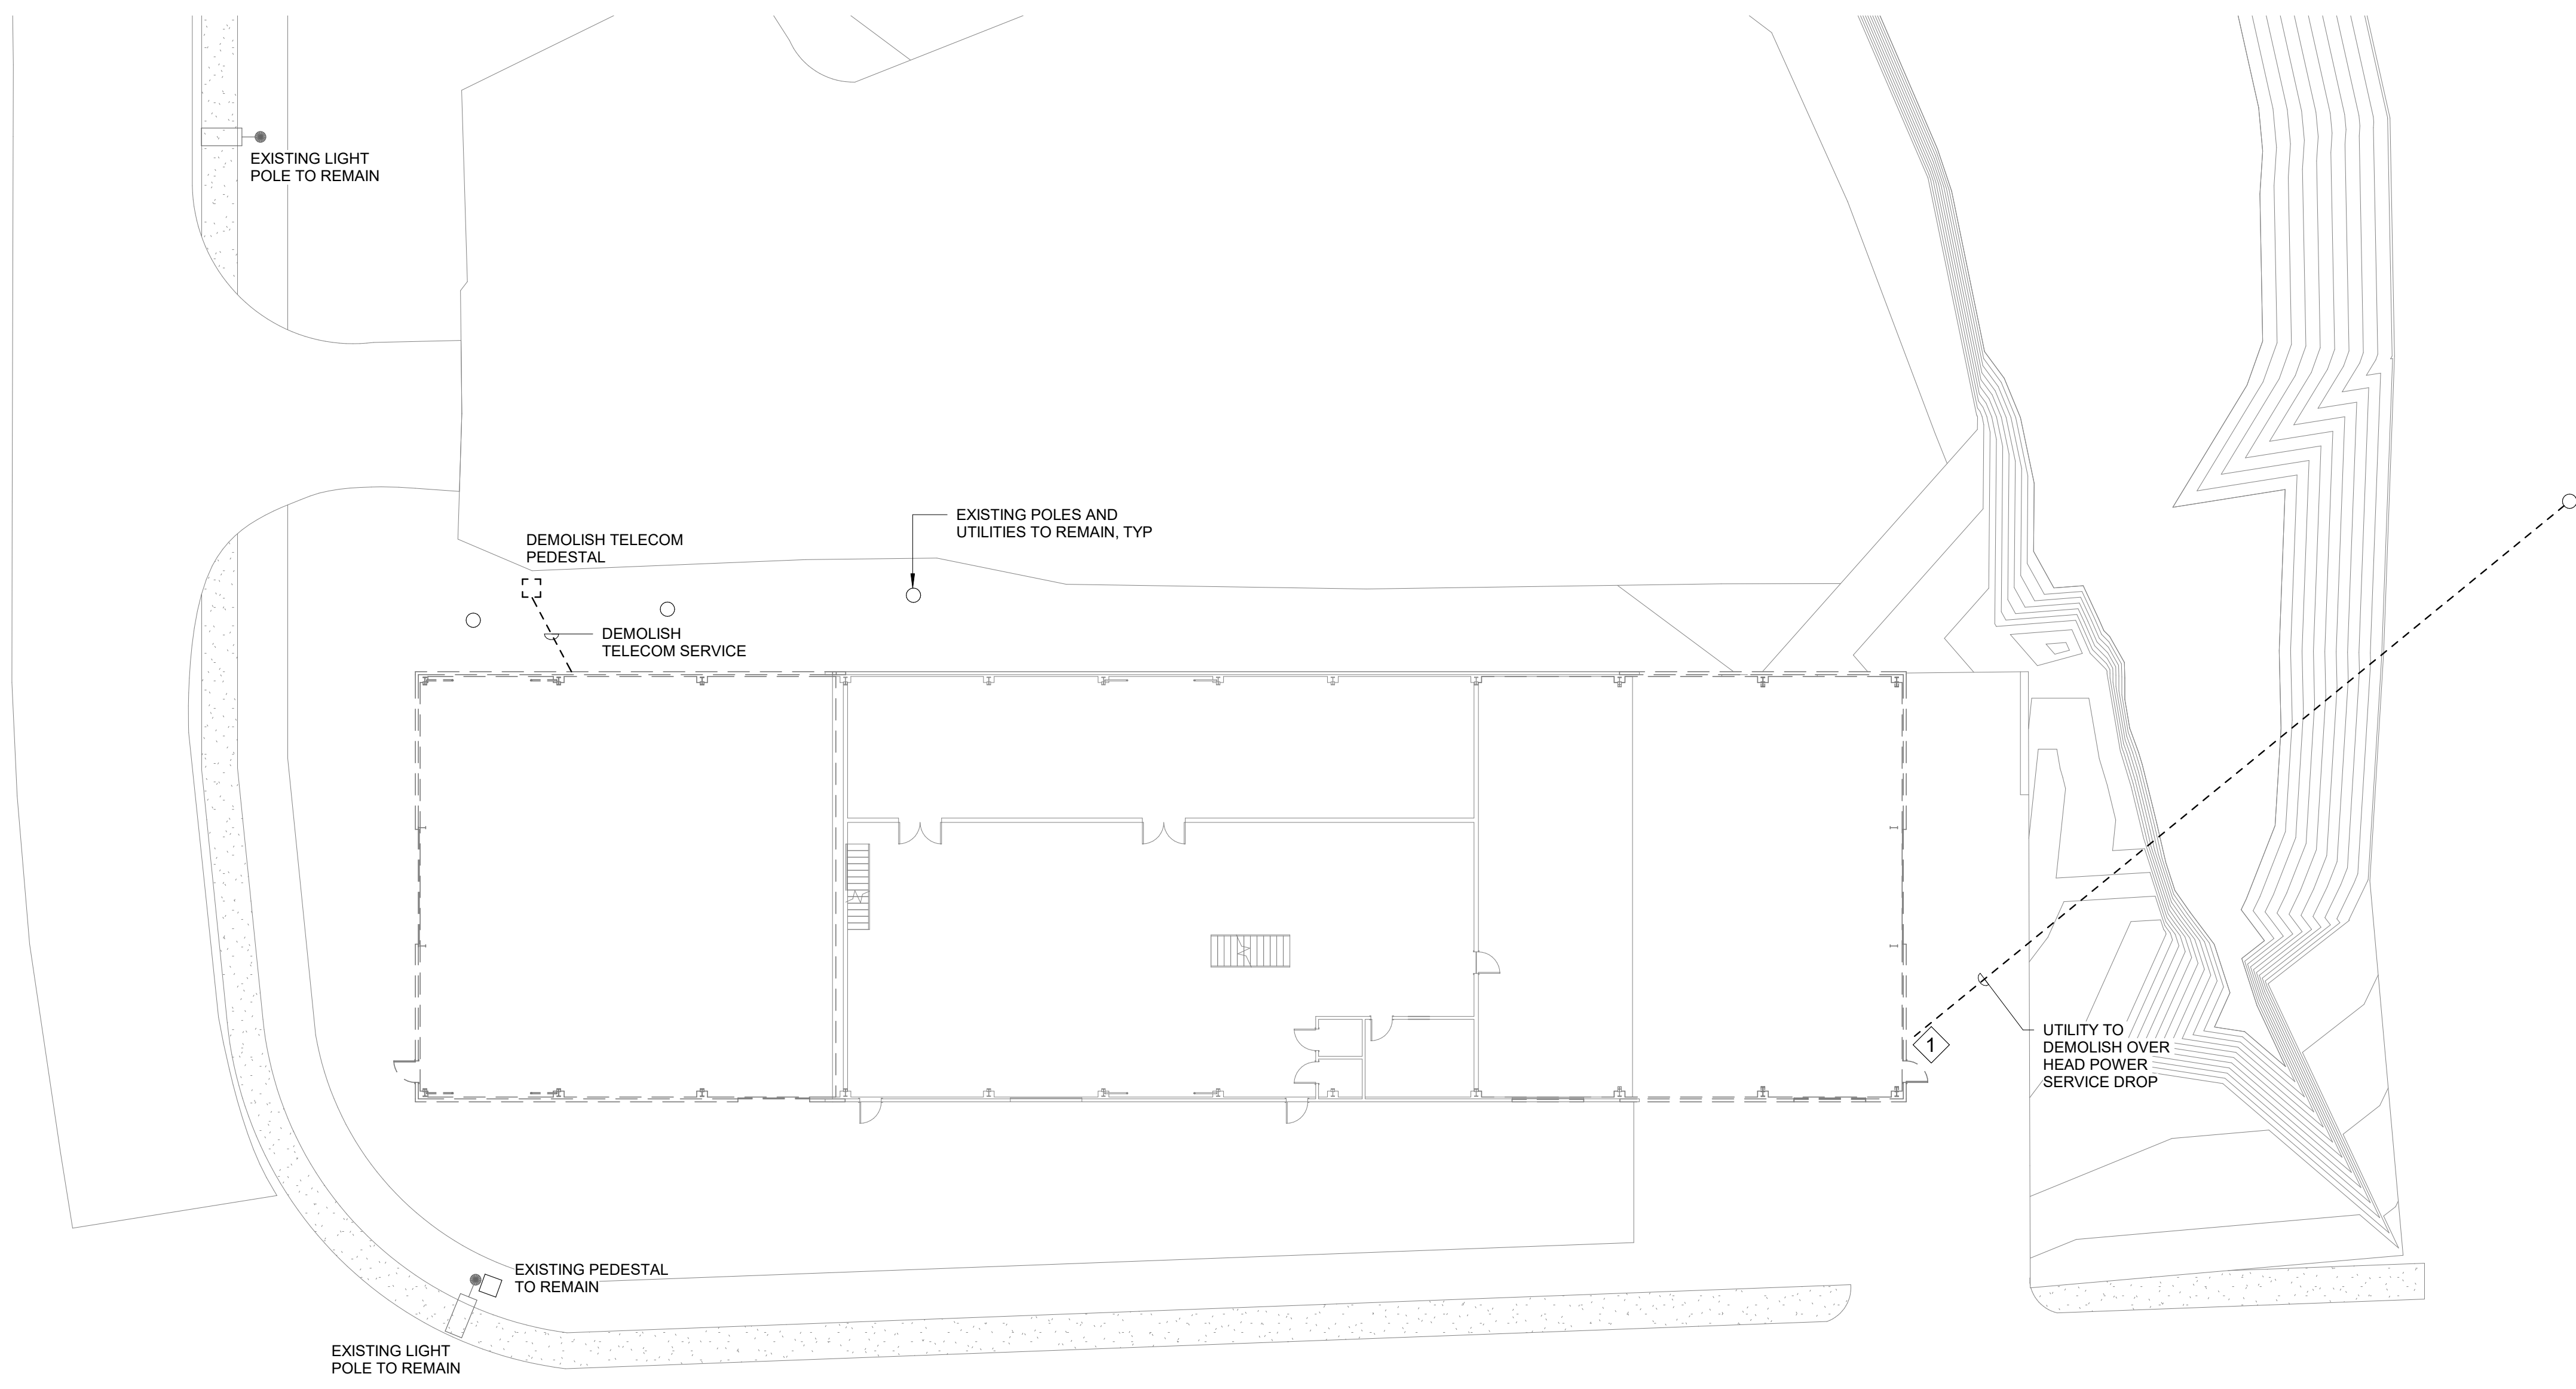 EXISTING LIGHT
POLE TO REMAIN
EXISTING POLES AND
UTILITIES TO REMAIN, TYP
DEMOLISH TELECOM
PEDESTAL
DEMOLISH
TELECOM SERVICE
1
UTILITY TO
DEMOLISH OVER
HEAD POWER
SERVICE DROP
EXISTING PEDESTAL
TO REMAIN
EXISTING LIGHT
POLE TO REMAIN